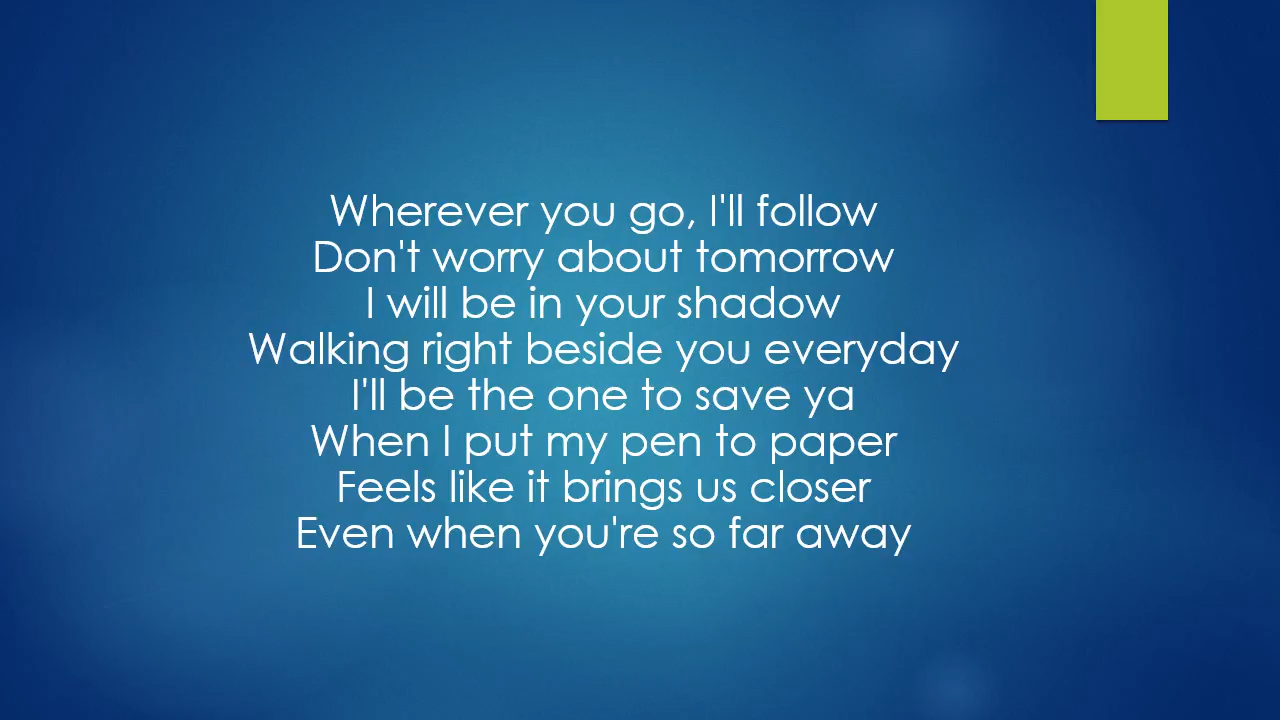 Wherever you go, I'll follow
Don't worry about tomorrow
I will be in your shadow
Walking right beside you everyday
I'll be the one to save ya
When I put my pen to paper
Feels like it brings us closer
Even when you're so far away